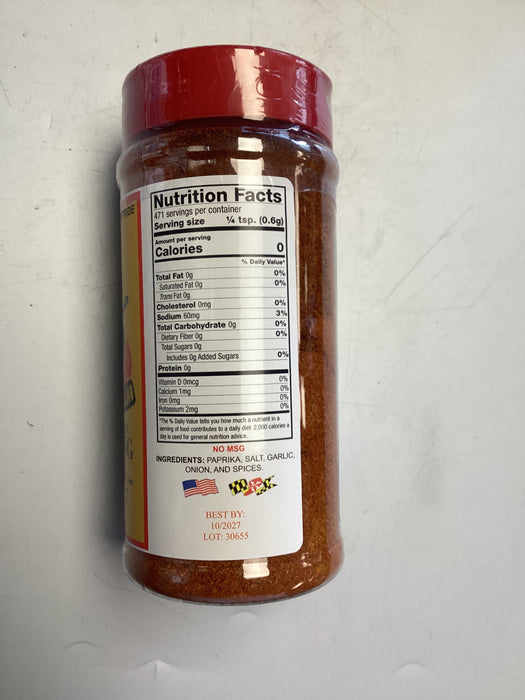 Nutrition Facts
471 servings per container
Serving size ¼ tsp. (0.6g)
Amount per serving
Calories 0
% Daily Value*
Total Fat 0g 0%
Saturated Fat 0g 0%
Trans Fat 0g
Cholesterol 0mg 0%
Sodium 60mg 3%
Total Carbohydrate 0g 0%
Dietary Fiber 0g 0%
Total Sugars 0g
Includes 0g Added Sugars 0%
Protein 0g
Vitamin D 0mcg 0%
Calcium 1mg 0%
Iron 0mg 0%
Potassium 2mg 0%
*The % Daily Value tells you how much a nutrient in a
serving of food contributes to a daily diet. 2,000 calories a
day is used for general nutrition advice.
NO MSG
INGREDIENTS: PAPRIKA, SALT, GARLIC,
ONION, AND SPICES.
BEST BY:
10/2027
LOT: 30655